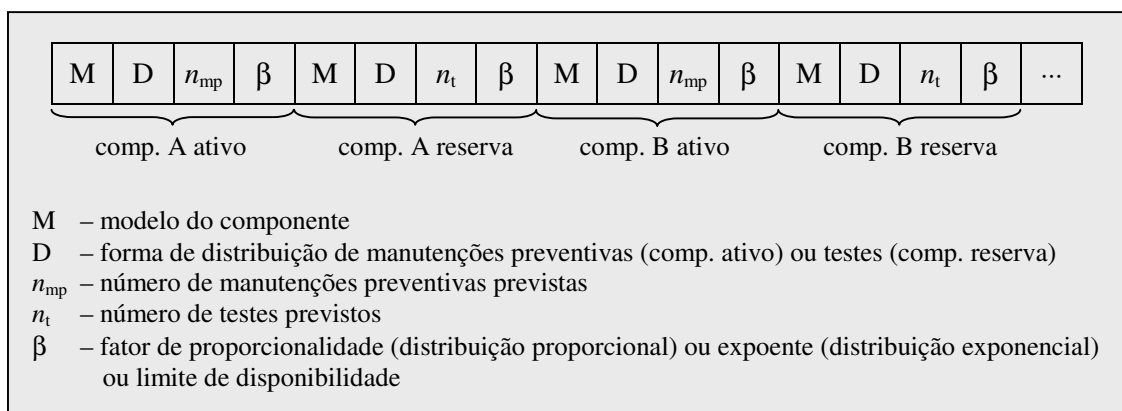 M D n_mp β M D n_t β M D n_mp β M D n_t β ...
comp. A ativo comp. A reserva comp. B ativo comp. B reserva
M – modelo do componente
D – forma de distribuição de manutenções preventivas (comp. ativo) ou testes (comp. reserva)
n_mp – número de manutenções preventivas previstas
n_t – número de testes previstos
β – fator de proporcionalidade (distribuição proporcional) ou expoente (distribuição exponencial)
ou limite de disponibilidade